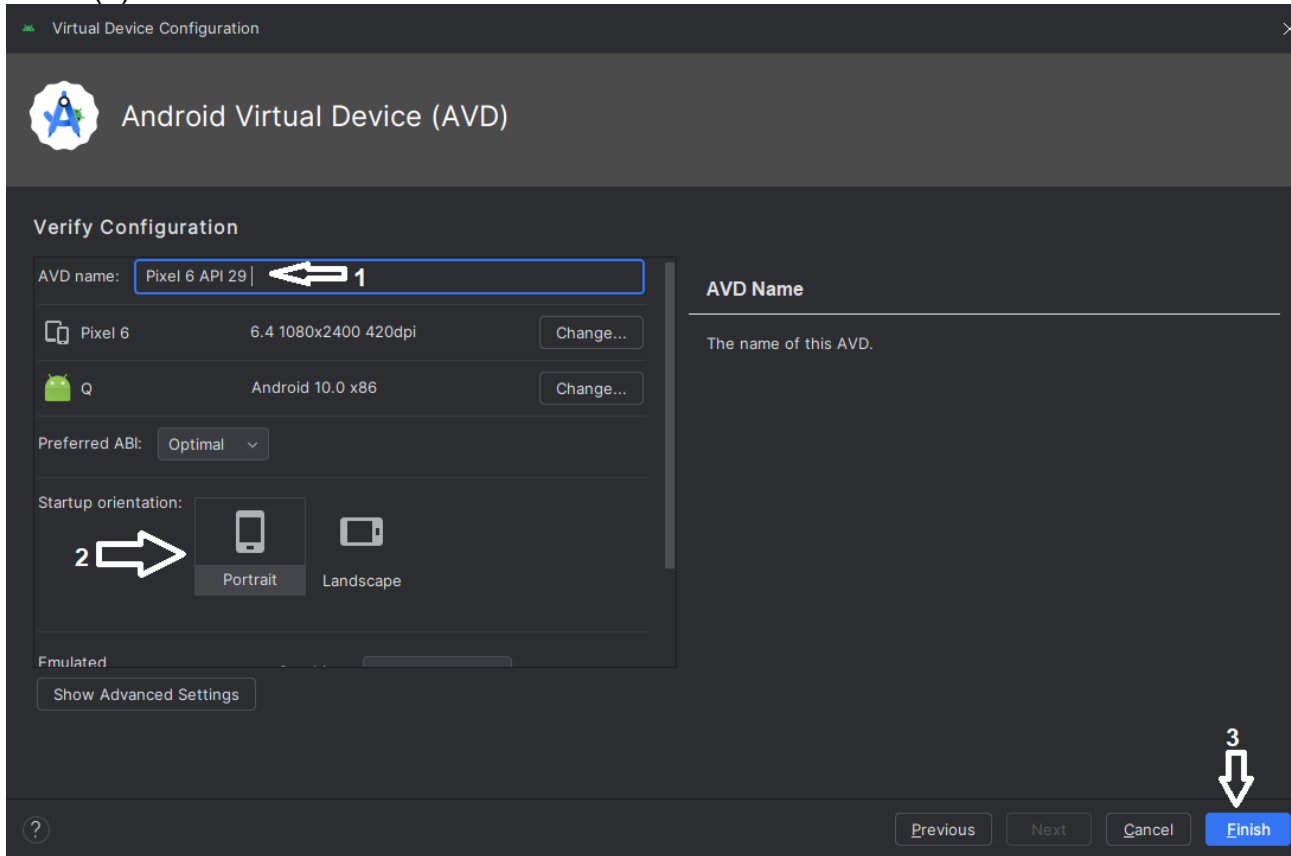 Virtual Device Configuration
Android Virtual Device (AVD)
Verify Configuration
AVD name: Pixel 6 API 29 1
AVD Name
Pixel 6 6.4 1080x2400 420dpi Change...
The name of this AVD.
Q Android 10.0 x86 Change...
Preferred ABI: Optimal
Startup orientation:
2
Portrait Landscape
Emulated
Show Advanced Settings
3
? Previous Next Cancel Finish